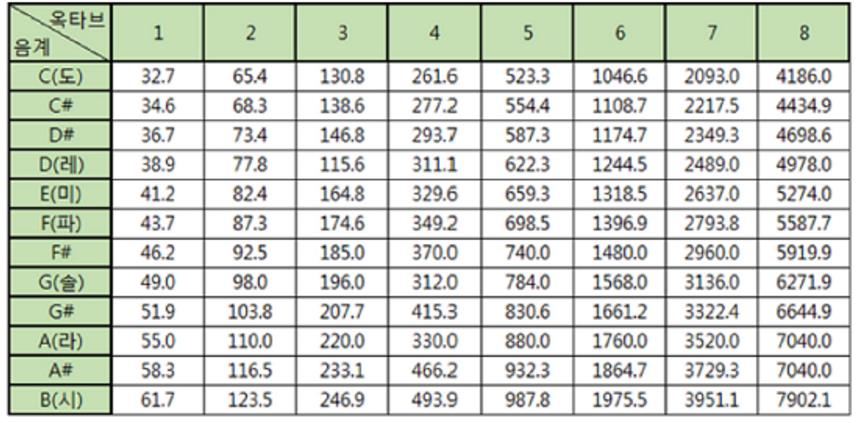 옥타브
음계 1 2 3 4 5 6 7 8
C(도) 32.7 65.4 130.8 261.6 523.3 1046.6 2093.0 4186.0
C# 34.6 68.3 138.6 277.2 554.4 1108.7 2217.5 4434.9
D# 36.7 73.4 146.8 293.7 587.3 1174.7 2349.3 4698.6
D(레) 38.9 77.8 115.6 311.1 622.3 1244.5 2489.0 4978.0
E(미) 41.2 82.4 164.8 329.6 659.3 1318.5 2637.0 5274.0
F(파) 43.7 87.3 174.6 349.2 698.5 1396.9 2793.8 5587.7
F# 46.2 92.5 185.0 370.0 740.0 1480.0 2960.0 5919.9
G(솔) 49.0 98.0 196.0 312.0 784.0 1568.0 3136.0 6271.9
G# 51.9 103.8 207.7 415.3 830.6 1661.2 3322.4 6644.9
A(라) 55.0 110.0 220.0 330.0 880.0 1760.0 3520.0 7040.0
A# 58.3 116.5 233.1 466.2 932.3 1864.7 3729.3 7040.0
B(시) 61.7 123.5 246.9 493.9 987.8 1975.5 3951.1 7902.1